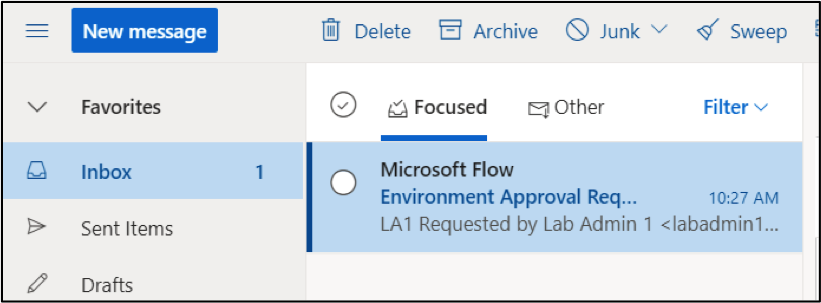 New message
Delete
Archive
Junk
Sweep
Favorites
Focused
Other
Filter
Inbox 1
Microsoft Flow
Environment Approval Req... 10:27 AM
LA1 Requested by Lab Admin 1 <labadmin1...
Sent Items
Drafts